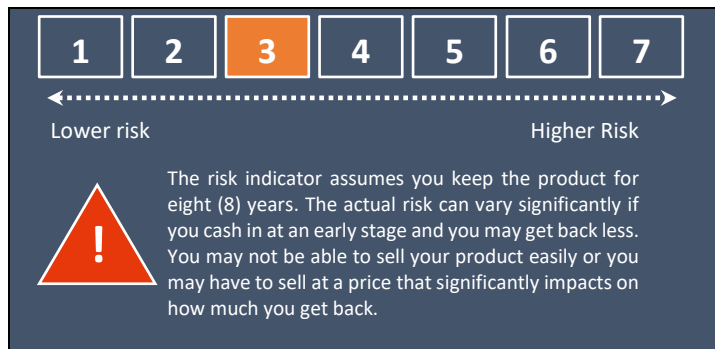 1 2 3 4 5 6 7
Lower risk Higher Risk
The risk indicator assumes you keep the product for
eight (8) years. The actual risk can vary significantly if
you cash in at an early stage and you may get back less.
You may not be able to sell your product easily or you
may have to sell at a price that significantly impacts on
how much you get back.
!